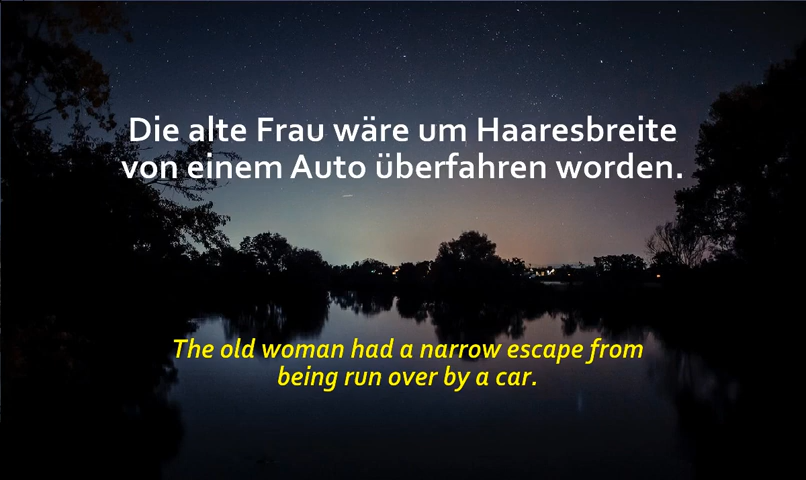 Die alte Frau wäre um Haaresbreite
von einem Auto überfahren worden.
The old woman had a narrow escape from
being run over by a car.